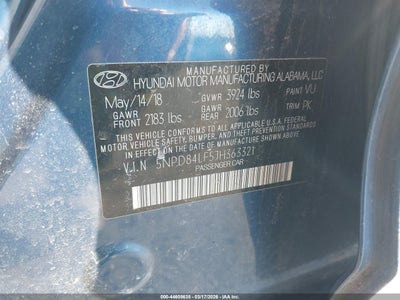 MANUFACTURED BY
HYUNDAI MOTOR MANUFACTURING ALABAMA, LLC
May/14/18 GVWR 3924 lbs PAINT VU
GAWR FRONT 2183 lbs GAWR REAR 2006 lbs TRIM PK
THIS VEHICLE CONFORMS TO ALL APPLICABLE U.S. FEDERAL
MOTOR VEHICLE SAFETY, BUMPER, AND THEFT PREVENTION
STANDARDS IN EFFECT ON THE DATE OF MANUFACTURE SHOWN ABOVE.
V.I.N 5NPD84LF5JH363321
PASSENGER CAR
IAA
000-44608638 - 03/17/2026 - IAA, Inc.